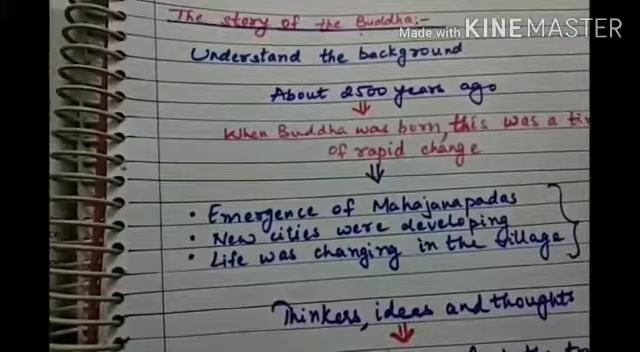 The story of the Buddha:-
Made with KINEMASTER
Understand the background
About 2500 years ago
When Buddha was born, this was a
of rapid change
• Emergence of Mahajanapadas
• New cities were developing
• Life was changing in the village
Thinkers, ideas and thoughts